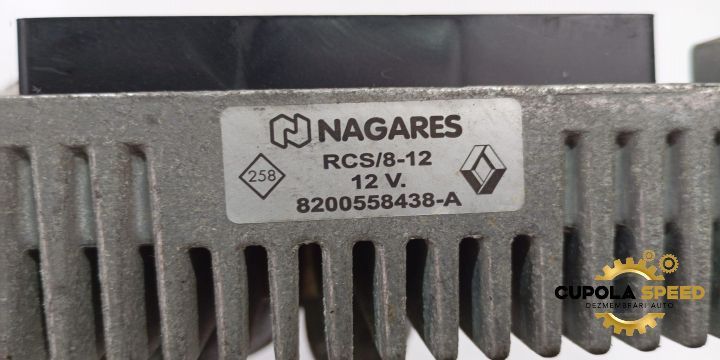 NAGARES
RCS/8-12
258
12 V.
8200558438-A
CUPOLA SPEED
DEZMEMBRARI AUTO